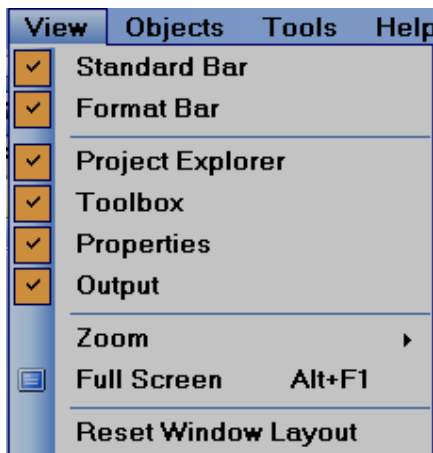 View Objects Tools Help
Standard Bar
Format Bar
Project Explorer
Toolbox
Properties
Output
Zoom
Full Screen Alt+F1
Reset Window Layout